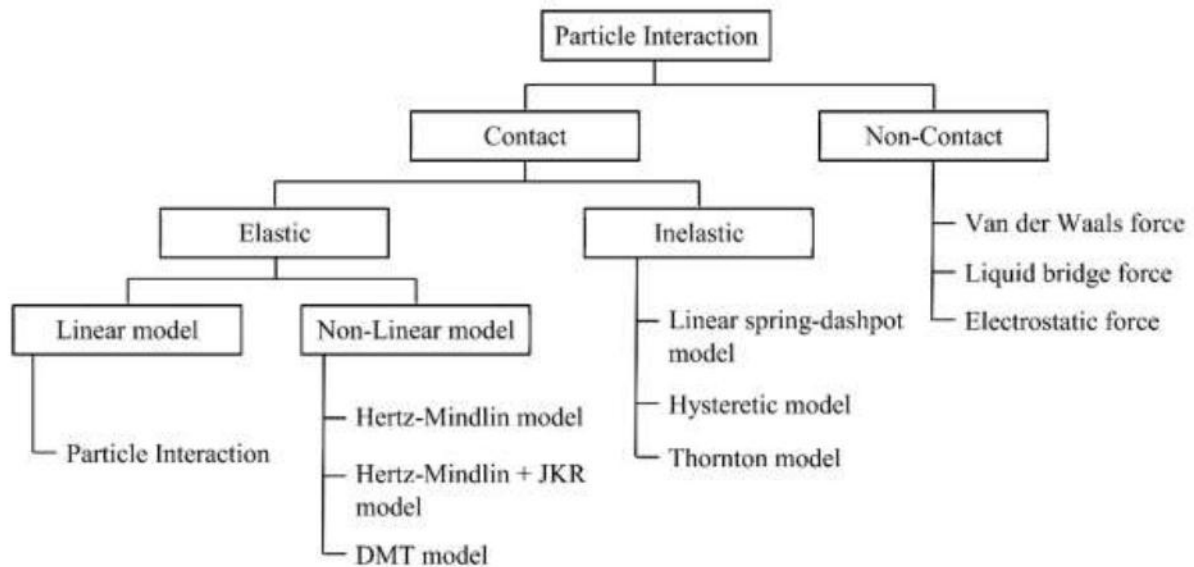 Particle Interaction
Contact
Non-Contact
Elastic
Inelastic
Van der Waals force
Liquid bridge force
Electrostatic force
Linear model
Non-Linear model
Linear spring-dashpot
model
Hysteretic model
Thornton model
Particle Interaction
Hertz-Mindlin model
Hertz-Mindlin + JKR
model
DMT model